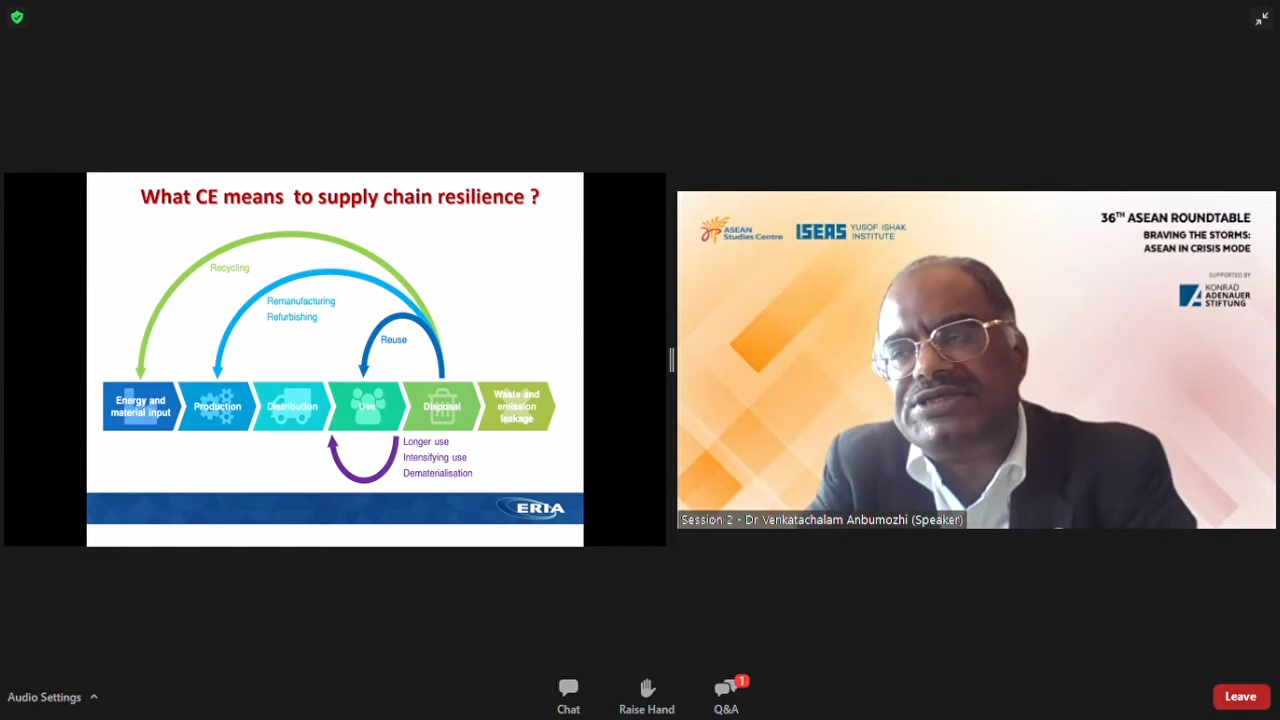 What CE means  to supply chain resilience ?
Recycling
Remanufacturing
Refurbishing
Reuse
Energy and
material input
Production
Distribution
Use
Disposal
Waste and
emission
leakage
Longer use
Intensifying use
Dematerialisation
ERIA
ASEAN
Studies Centre
ISEAS YUSOF ISHAK
INSTITUTE
36TH ASEAN ROUNDTABLE
BRAVING THE STORMS:
ASEAN IN CRISIS MODE
SUPPORTED BY
KONRAD
ADENAUER
STIFTUNG
Session 2 - Dr Venkatachalam Anbumozhi (Speaker)
Audio Settings
Chat
Raise Hand
1
Q&A
Leave